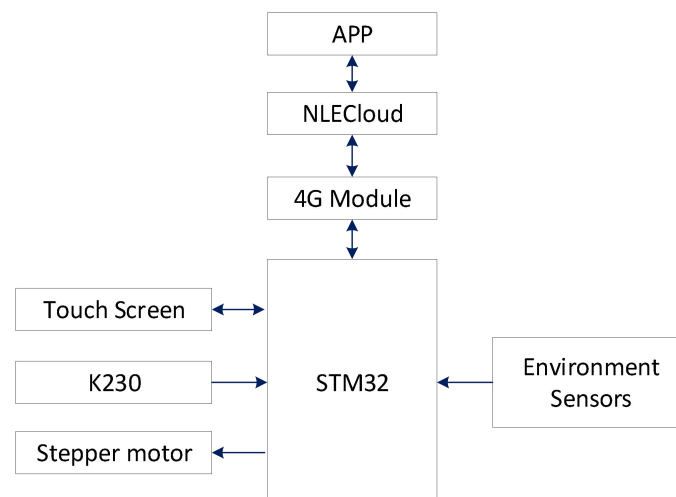 APP
NLECloud
4G Module
Touch Screen
K230
Stepper motor
STM32
Environment
Sensors